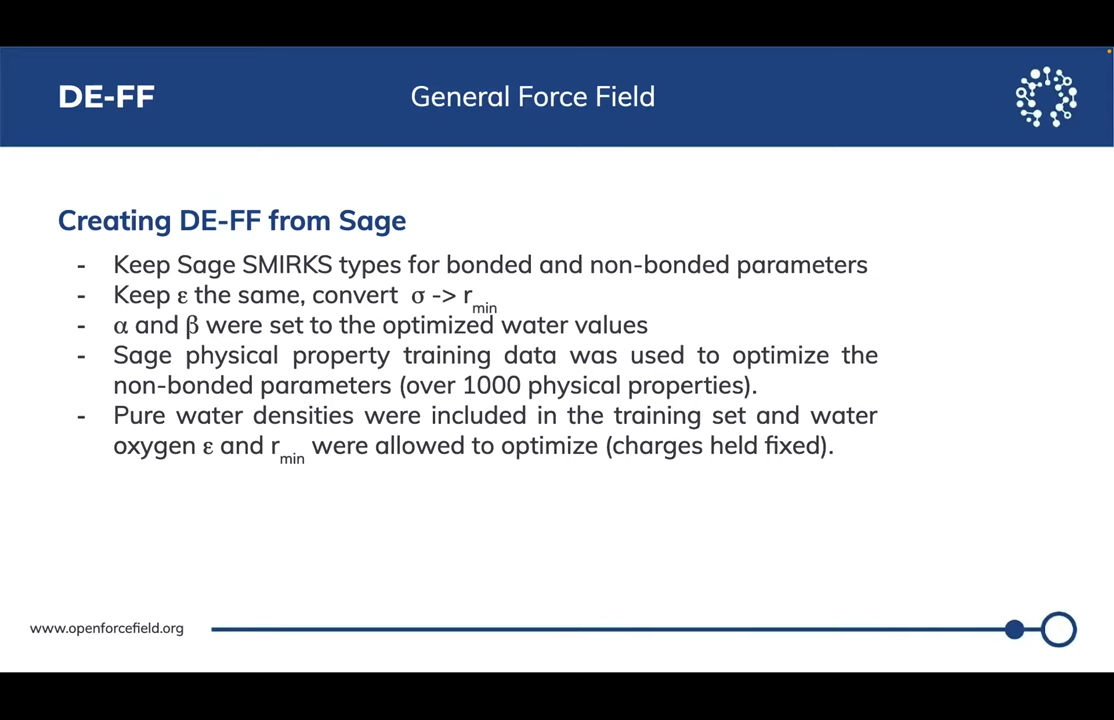 DE-FF
General Force Field
Creating DE-FF from Sage
- Keep Sage SMIRKS types for bonded and non-bonded parameters
- Keep ε the same, convert σ -> rmin
- α and β were set to the optimized water values
- Sage physical property training data was used to optimize the
non-bonded parameters (over 1000 physical properties).
- Pure water densities were included in the training set and water
oxygen ε and rmin were allowed to optimize (charges held fixed).
www.openforcefield.org